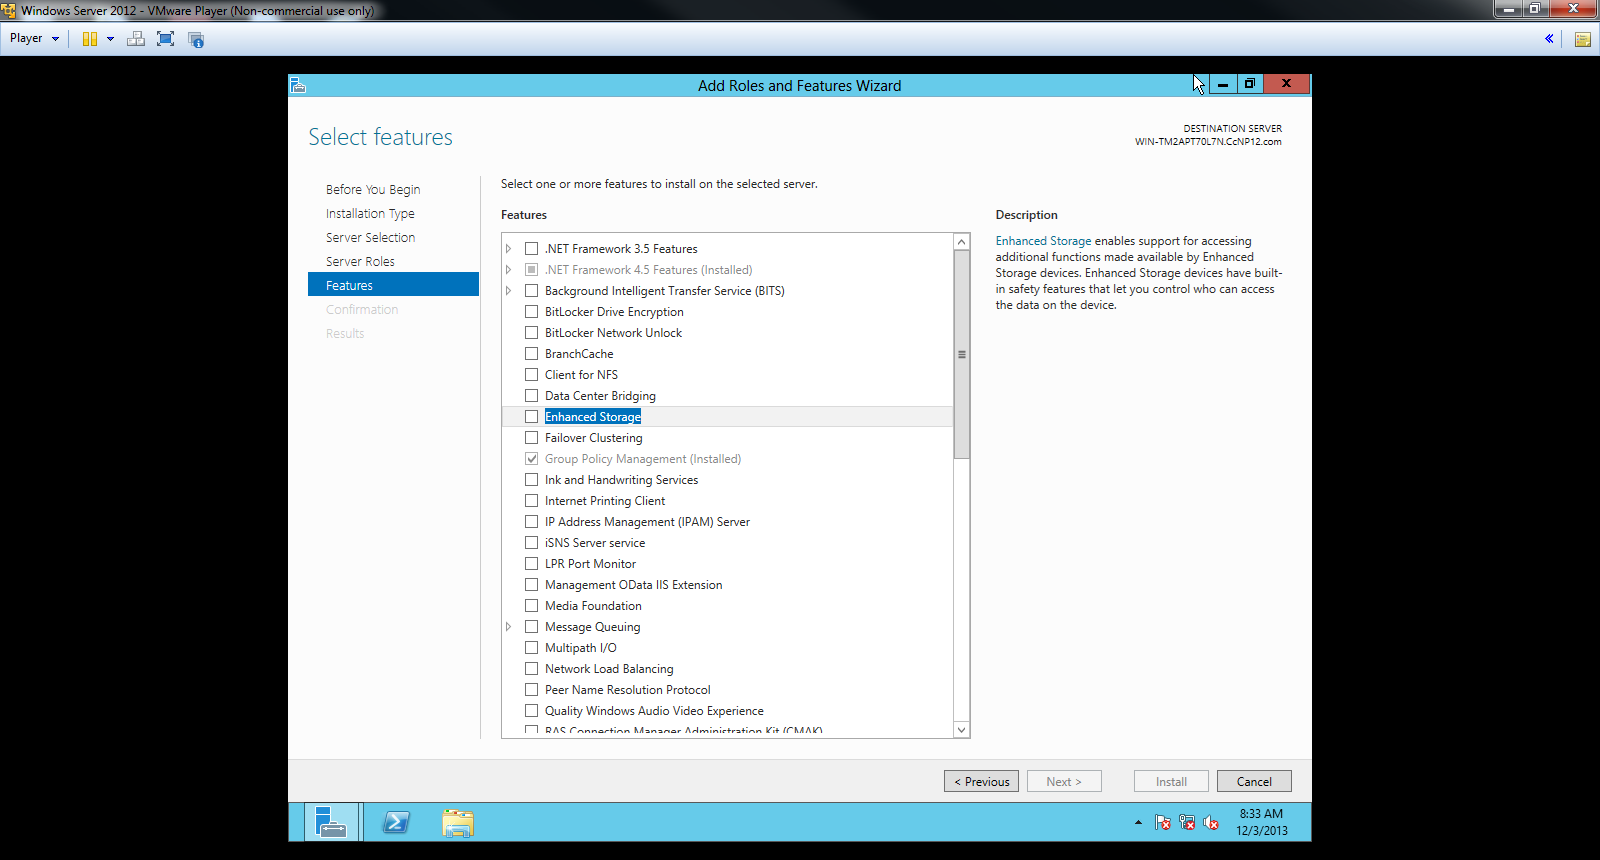 Windows Server 2012 - VMware Player (Non-commercial use only)
Player
Add Roles and Features Wizard
Select features
DESTINATION SERVER
WIN-TM2APT70L7N.CcNP12.com
Before You Begin
Installation Type
Server Selection
Server Roles
Features
Confirmation
Results
Select one or more features to install on the selected server.
Features
.NET Framework 3.5 Features
.NET Framework 4.5 Features (Installed)
Background Intelligent Transfer Service (BITS)
BitLocker Drive Encryption
BitLocker Network Unlock
BranchCache
Client for NFS
Data Center Bridging
Enhanced Storage
Failover Clustering
Group Policy Management (Installed)
Ink and Handwriting Services
Internet Printing Client
IP Address Management (IPAM) Server
iSNS Server service
LPR Port Monitor
Management OData IIS Extension
Media Foundation
Message Queuing
Multipath I/O
Network Load Balancing
Peer Name Resolution Protocol
Quality Windows Audio Video Experience
RAS Connection Manager Administration Kit (CMAK)
Description
Enhanced Storage enables support for accessing
additional functions made available by Enhanced
Storage devices. Enhanced Storage devices have built-
in safety features that let you control who can access
the data on the device.
< Previous
Next >
Install
Cancel
8:33 AM
12/3/2013